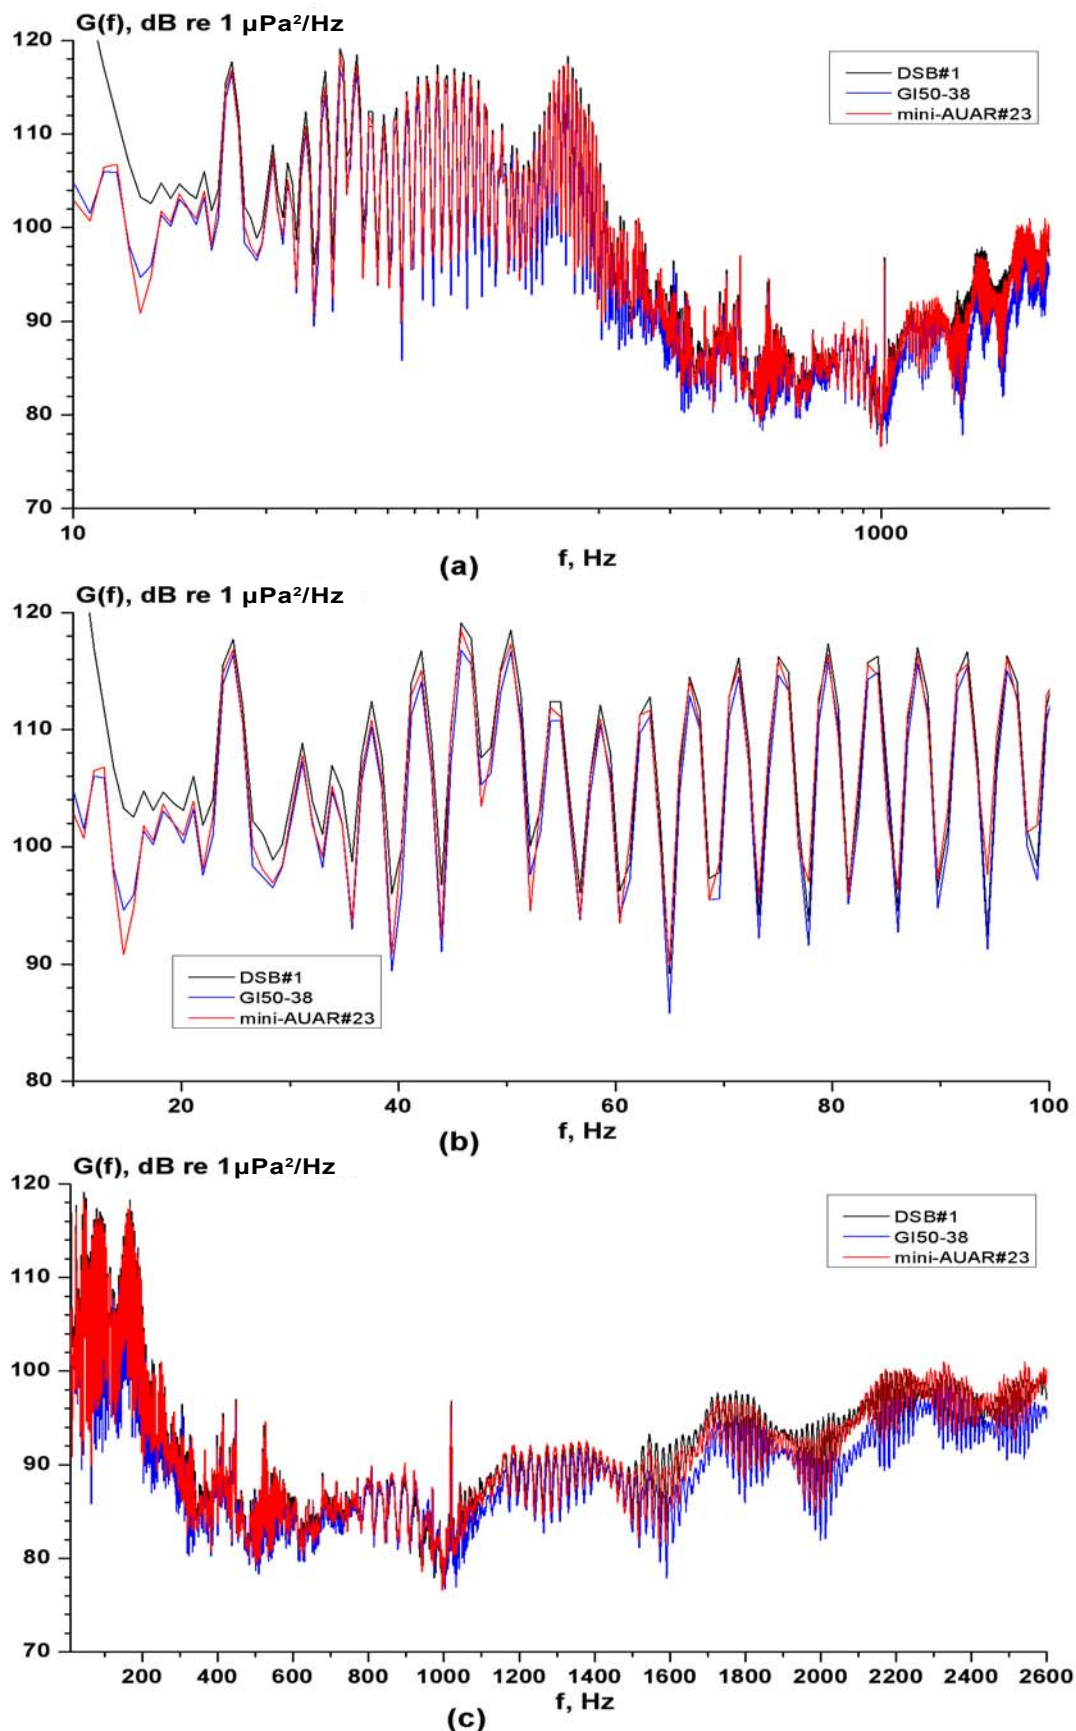 G(f), dB re 1 µPa²/Hz
120
110
100
90
80
70
DSB#1
GI50-38
mini-AUAR#23
10
1000
f, Hz
(a)
G(f), dB re 1 µPa²/Hz
120
110
100
90
80
DSB#1
GI50-38
mini-AUAR#23
20
40
60
80
100
f, Hz
(b)
G(f), dB re 1µPa²/Hz
120
110
100
90
80
70
DSB#1
GI50-38
mini-AUAR#23
200 400 600 800 1000 1200 1400 1600 1800 2000 2200 2400 2600
f, Hz
(c)